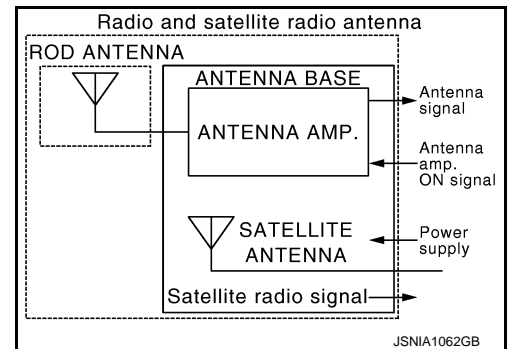 Radio and satellite radio antenna
ROD ANTENNA
ANTENNA BASE
ANTENNA AMP.
Antenna
signal
Antenna
amp.
ON signal
SATELLITE
ANTENNA
Power
supply
Satellite radio signal
JSNIA1062GB